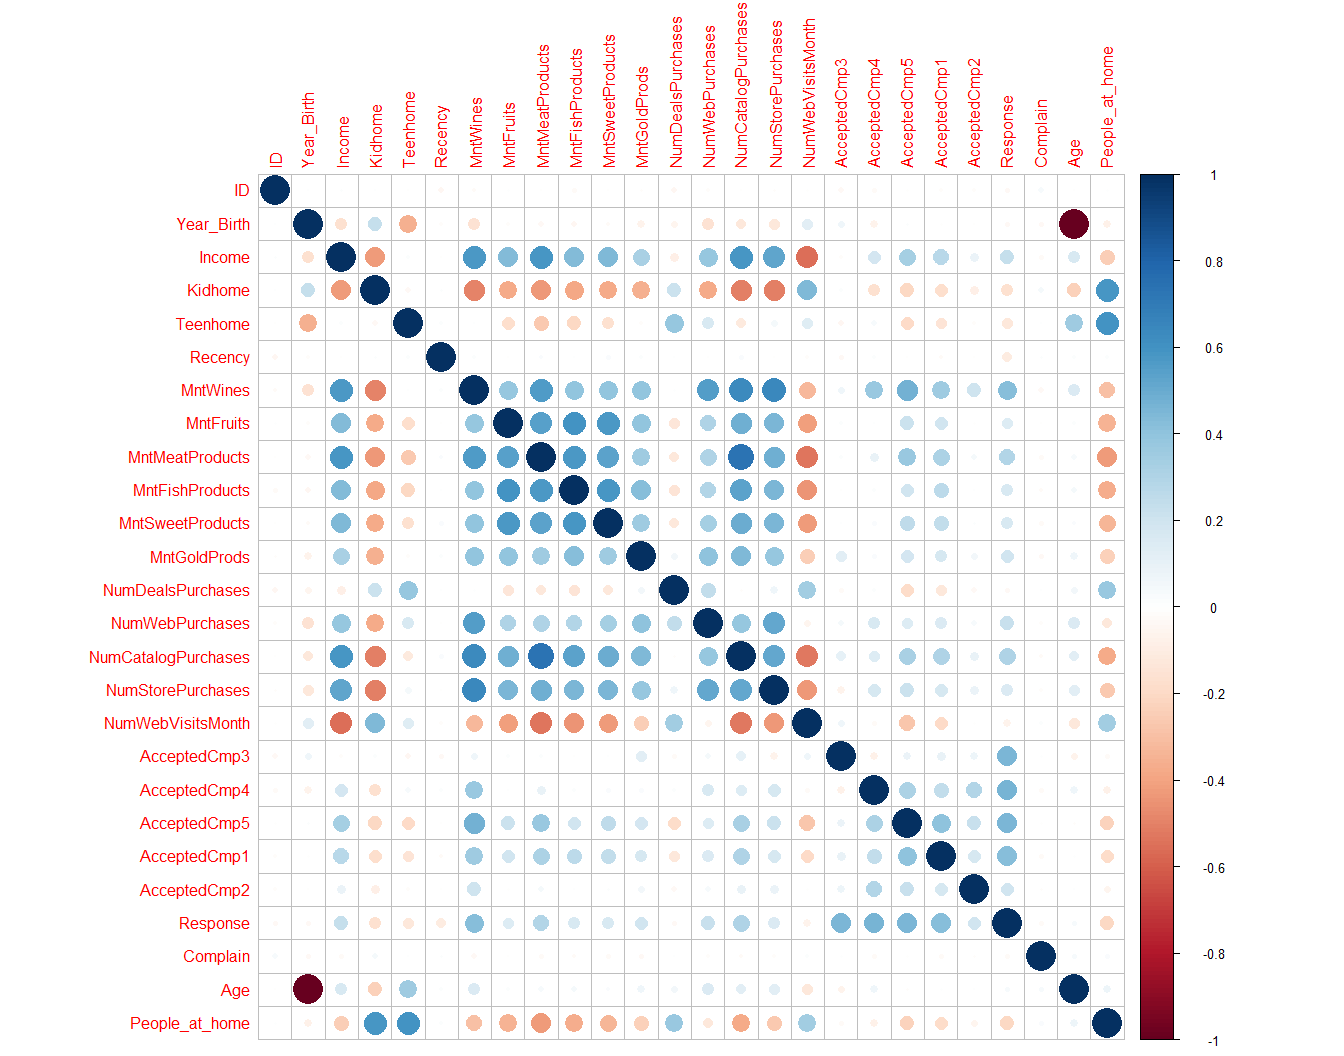 ID
Year_Birth
Income
Kidhome
Teenhome
Recency
MntWines
MntFruits
MntMeatProducts
MntFishProducts
MntSweetProducts
MntGoldProds
NumDealsPurchases
NumWebPurchases
NumCatalogPurchases
NumStorePurchases
NumWebVisitsMonth
AcceptedCmp3
AcceptedCmp4
AcceptedCmp5
AcceptedCmp1
AcceptedCmp2
Response
Complain
Age
People_at_home
ID
Year_Birth
Income
Kidhome
Teenhome
Recency
MntWines
MntFruits
MntMeatProducts
MntFishProducts
MntSweetProducts
MntGoldProds
NumDealsPurchases
NumWebPurchases
NumCatalogPurchases
NumStorePurchases
NumWebVisitsMonth
AcceptedCmp3
AcceptedCmp4
AcceptedCmp5
AcceptedCmp1
AcceptedCmp2
Response
Complain
Age
People_at_home
1
0.8
0.6
0.4
0.2
0
-0.2
-0.4
-0.6
-0.8
-1